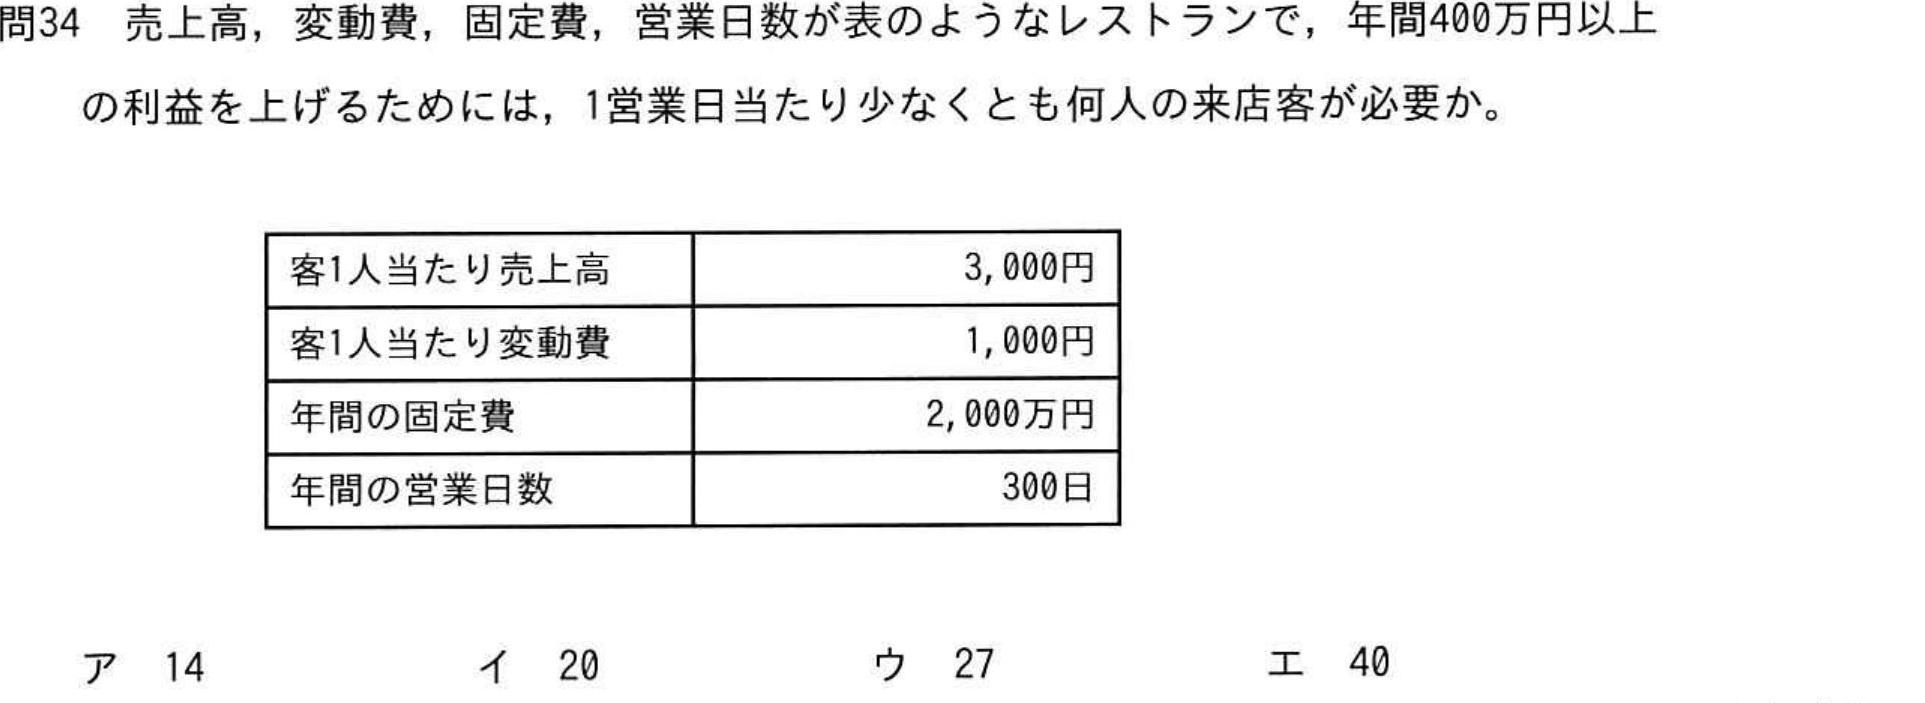 問34 売上高，変動費，固定費，営業日数が表のようなレストランで，年間400万円以上
の利益を上げるためには，1営業日当たり少なくとも何人の来店客が必要か。
客1人当たり売上高 3,000円
客1人当たり変動費 1,000円
年間の固定費 2,000万円
年間の営業日数 300日
ア 14 イ 20 ウ 27 エ 40